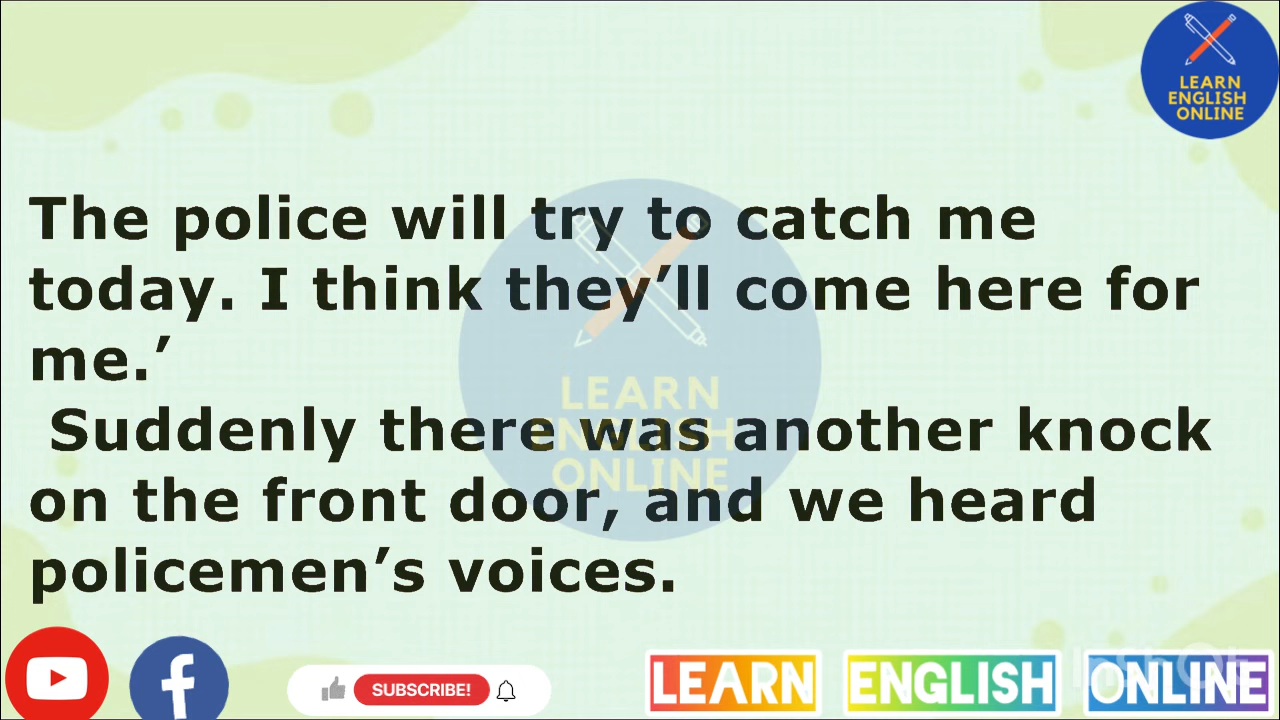 LEARN
ENGLISH
ONLINE
The police will try to catch me
today. I think they’ll come here for
me.’
Suddenly there was another knock
on the front door, and we heard
policemen’s voices.
LEARN
ENGLISH
ONLINE
SUBSCRIBE!
LEARN ENGLISH ONLINE
InShOt